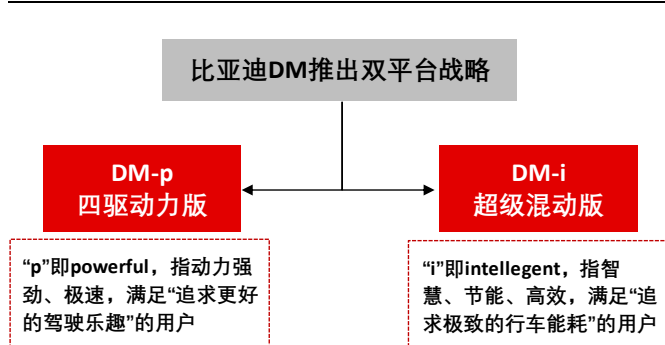 比亚迪DM推出双平台战略
DM-p
四驱动力版
DM-i
超级混动版
“p”即powerful，指动力强
劲、极速，满足“追求更好
的驾驶乐趣”的用户
“i”即intellegent，指智
慧、节能、高效，满足“追
求极致的行车能耗”的用户